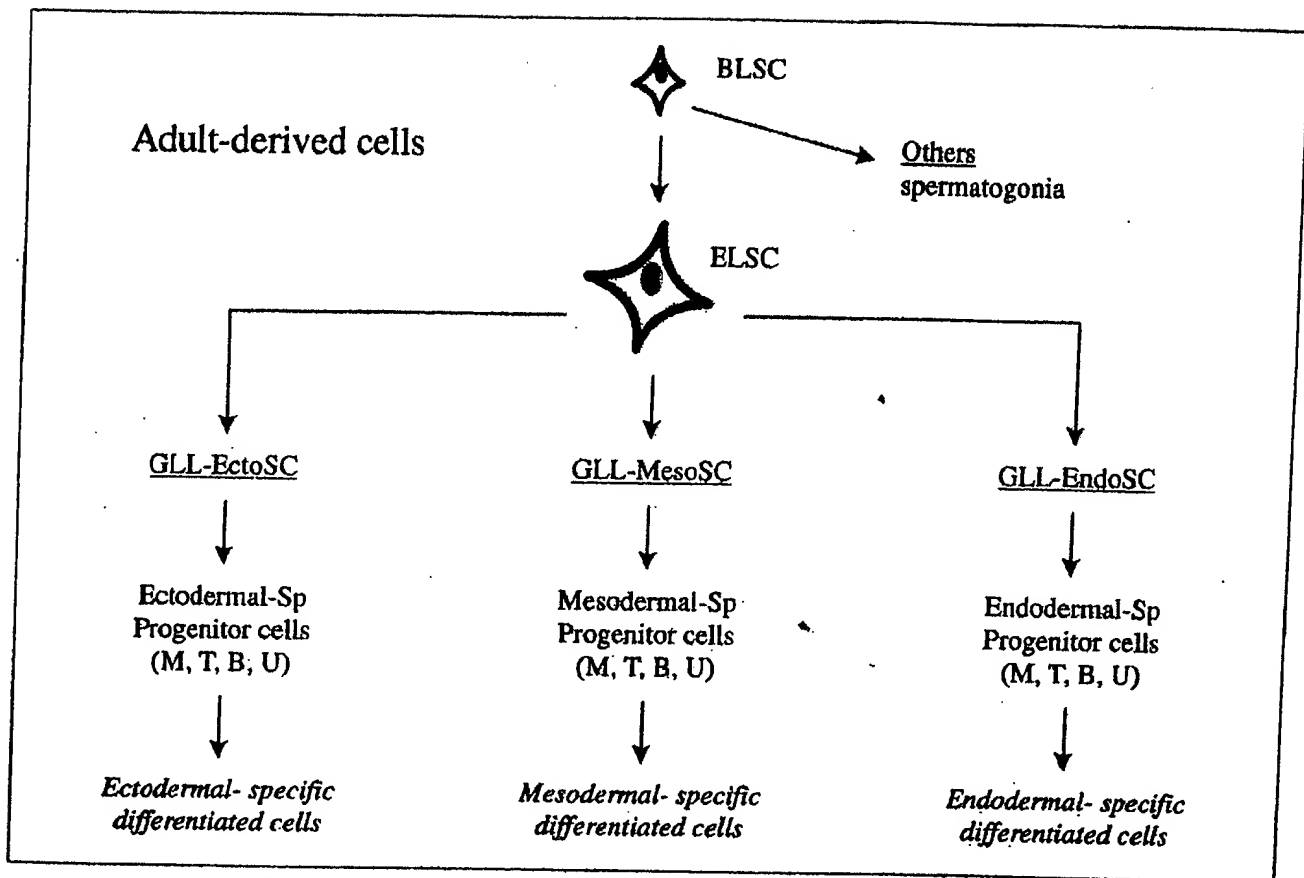 BLSC
Adult-derived cells
Others
spermatogonia
ELSC
GLL-EctoSC
GLL-MesoSC
GLL-EndoSC
Ectodermal-Sp
Progenitor cells
(M, T, B, U)
Mesodermal-Sp
Progenitor cells
(M, T, B, U)
Endodermal-Sp
Progenitor cells
(M, T, B, U)
Ectodermal- specific
differentiated cells
Mesodermal- specific
differentiated cells
Endodermal- specific
differentiated cells